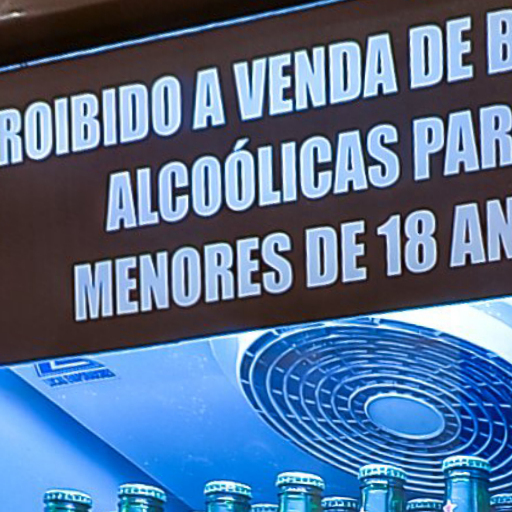 ROIBIDO A VENDA DE B
ALCOÓLICAS PAR
MENORES DE 18 AN